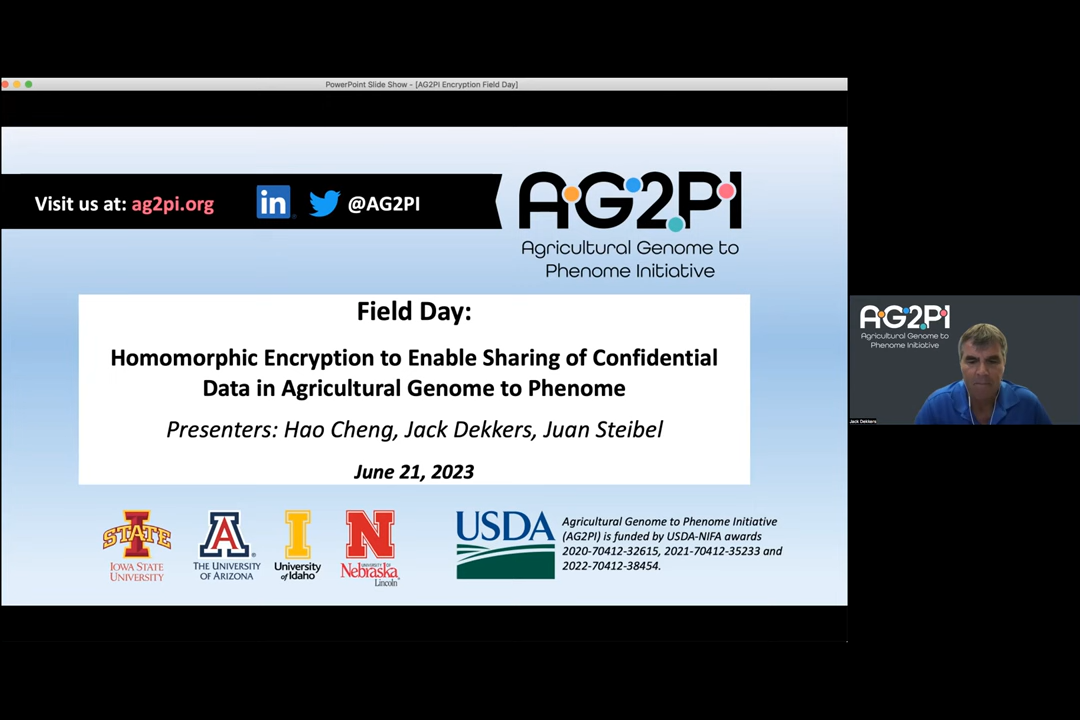 PowerPoint Slide Show - [AG2PI Encryption Field Day]
Visit us at: ag2pi.org
in
@AG2PI
AG2PI
Agricultural Genome to
Phenome Initiative
Field Day:
Homomorphic Encryption to Enable Sharing of Confidential
Data in Agricultural Genome to Phenome
Presenters: Hao Cheng, Jack Dekkers, Juan Steibel
June 21, 2023
STATE
IOWA STATE
UNIVERSITY
A
THE UNIVERSITY
OF ARIZONA
I
University
of Idaho
N
UNIVERSITY OF
Nebraska
Lincoln
USDA
Agricultural Genome to Phenome Initiative
(AG2PI) is funded by USDA-NIFA awards
2020-70412-32615, 2021-70412-35233 and
2022-70412-38454.
AG2PI
Agricultural Genome to
Phenome Initiative
Jack Dekkers